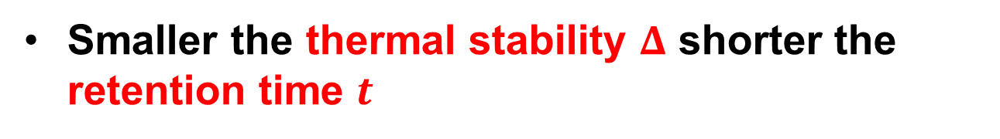 • Smaller the thermal stability Δ shorter the
retention time t